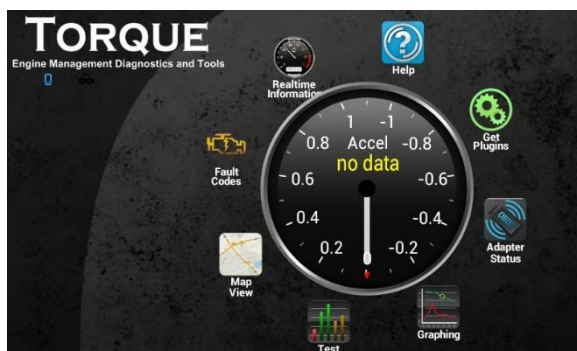 TORQUE
Engine Management Diagnostics and Tools
Help
Realtime
Information
Get
Plugins
1 -1
0.8 Accel -0.8
no data
0.6 -0.6
0.4 -0.4
0.2 -0.2
Fault
Codes
Adapter
Status
Map
View
Graphing
Test